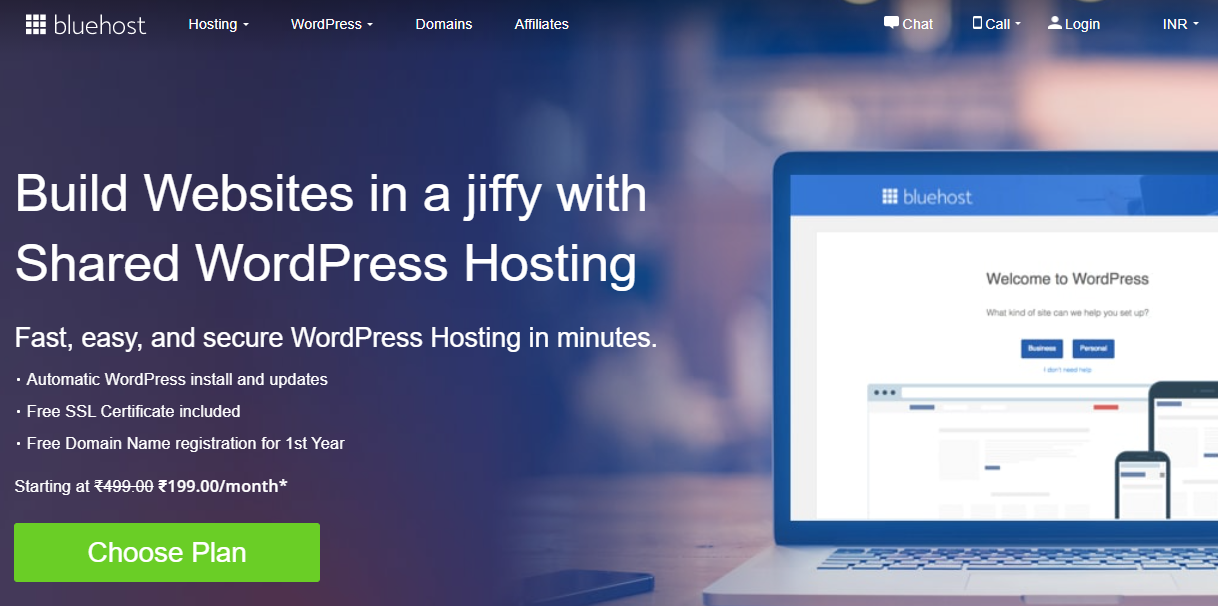 bluehost
Hosting
WordPress
Domains
Affiliates
Chat
Call
Login
INR
Build Websites in a jiffy with
Shared WordPress Hosting
Fast, easy, and secure WordPress Hosting in minutes.
· Automatic WordPress install and updates
· Free SSL Certificate included
· Free Domain Name registration for 1st Year
Starting at ₹499.00 ₹199.00/month*
Choose Plan
bluehost
Welcome to WordPress
What kind of site can we help you set up?
Business Personal
I don't need help